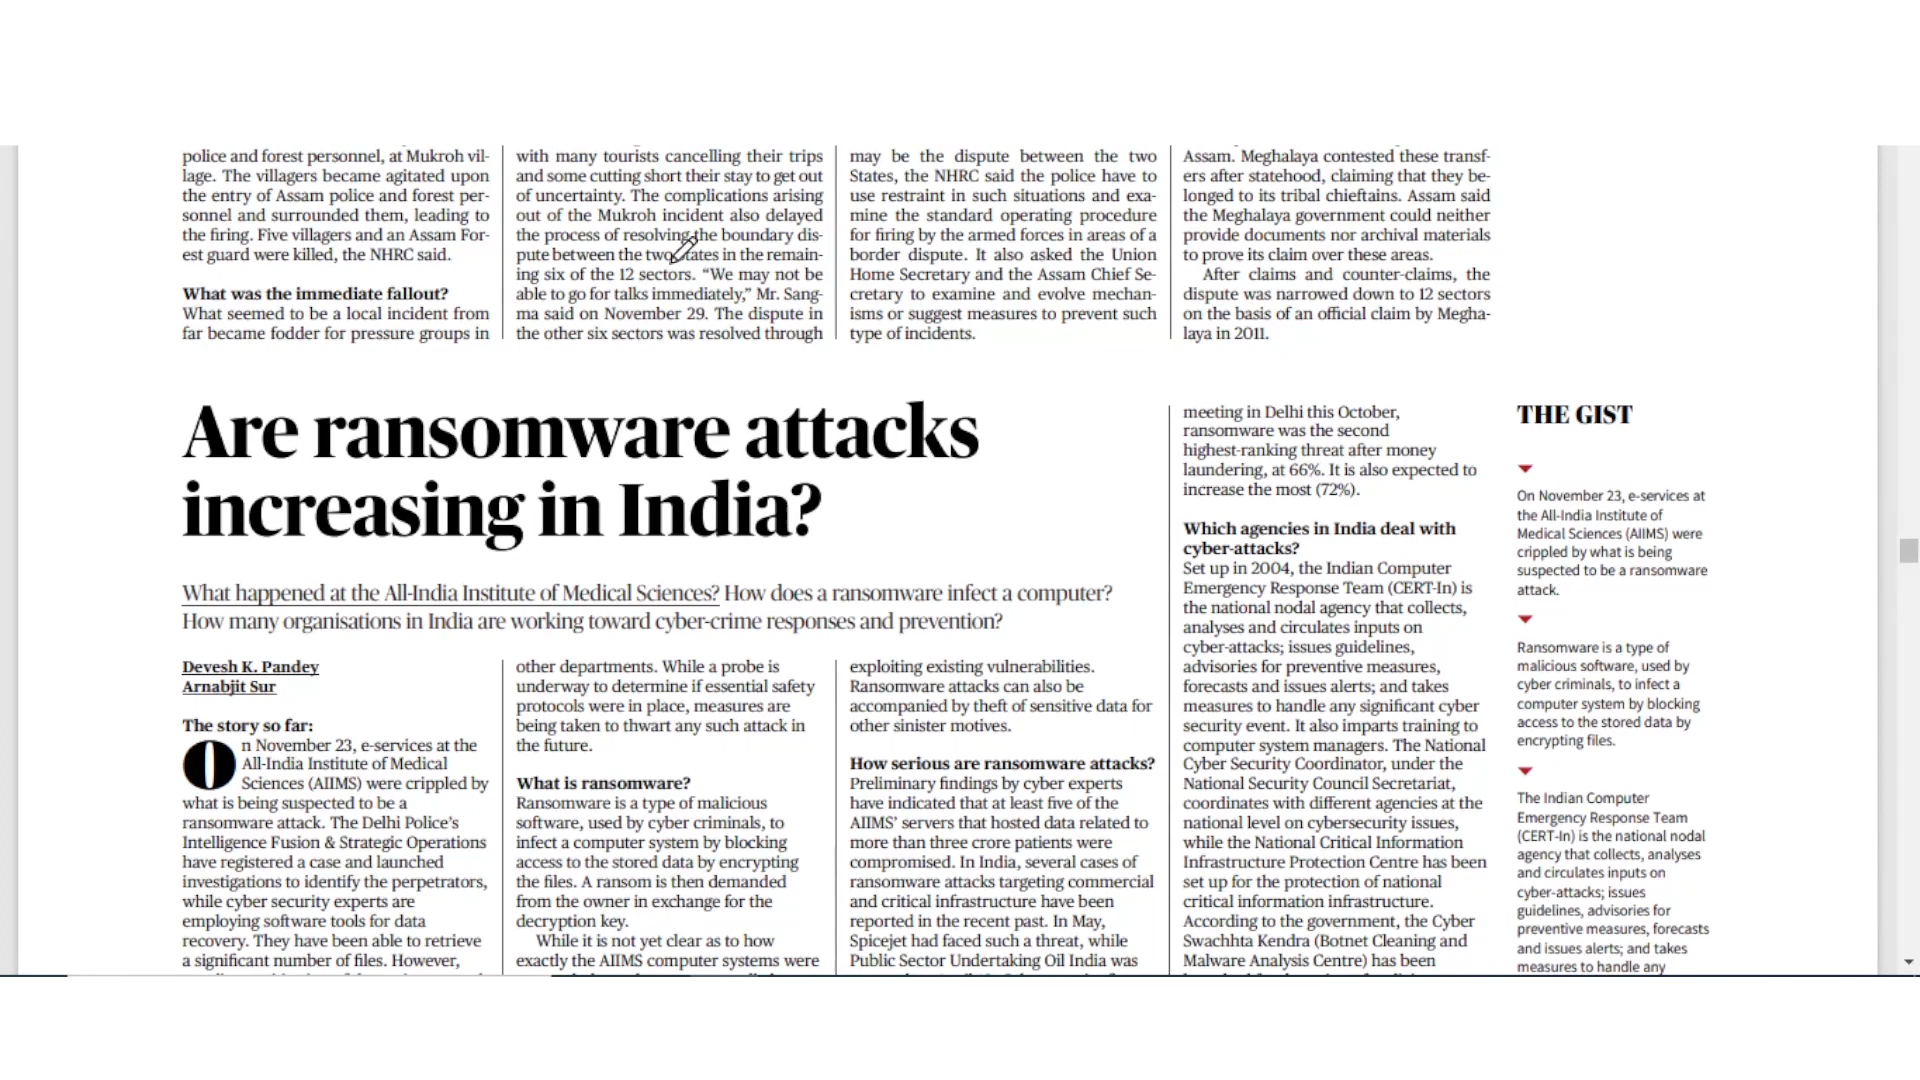 police and forest personnel, at Mukroh vil-
lage. The villagers became agitated upon
the entry of Assam police and forest per-
sonnel and surrounded them, leading to
the firing. Five villagers and an Assam For-
est guard were killed, the NHRC said.
What was the immediate fallout?
What seemed to be a local incident from
far became fodder for pressure groups in
with many tourists cancelling their trips
and some cutting short their stay to get out
of uncertainty. The complications arising
out of the Mukroh incident also delayed
the process of resolving the boundary dis-
pute between the two States in the remain-
ing six of the 12 sectors. “We may not be
able to go for talks immediately,” Mr. Sang-
ma said on November 29. The dispute in
the other six sectors was resolved through
may be the dispute between the two
States, the NHRC said the police have to
use restraint in such situations and exa-
mine the standard operating procedure
for firing by the armed forces in areas of a
border dispute. It also asked the Union
Home Secretary and the Assam Chief Se-
cretary to examine and evolve mechan-
isms or suggest measures to prevent such
type of incidents.
Assam. Meghalaya contested these transf-
ers after statehood, claiming that they be-
longed to its tribal chieftains. Assam said
the Meghalaya government could neither
provide documents nor archival materials
to prove its claim over these areas.
After claims and counter-claims, the
dispute was narrowed down to 12 sectors
on the basis of an official claim by Megha-
laya in 2011.
Are ransomware attacks
increasing in India?
What happened at the All-India Institute of Medical Sciences? How does a ransomware infect a computer?
How many organisations in India are working toward cyber-crime responses and prevention?
Devesh K. Pandey
Arnabjit Sur
The story so far:
On November 23, e-services at the
All-India Institute of Medical
Sciences (AIIMS) were crippled by
what is being suspected to be a
ransomware attack. The Delhi Police’s
Intelligence Fusion & Strategic Operations
have registered a case and launched
investigations to identify the perpetrators,
while cyber security experts are
employing software tools for data
recovery. They have been able to retrieve
a significant number of files. However,
other departments. While a probe is
underway to determine if essential safety
protocols were in place, measures are
being taken to thwart any such attack in
the future.
What is ransomware?
Ransomware is a type of malicious
software, used by cyber criminals, to
infect a computer system by blocking
access to the stored data by encrypting
the files. A ransom is then demanded
from the owner in exchange for the
decryption key.
While it is not yet clear as to how
exactly the AIIMS computer systems were
exploiting existing vulnerabilities.
Ransomware attacks can also be
accompanied by theft of sensitive data for
other sinister motives.
How serious are ransomware attacks?
Preliminary findings by cyber experts
have indicated that at least five of the
AIIMS’ servers that hosted data related to
more than three crore patients were
compromised. In India, several cases of
ransomware attacks targeting commercial
and critical infrastructure have been
reported in the recent past. In May,
Spicejet had faced such a threat, while
Public Sector Undertaking Oil India was
meeting in Delhi this October,
ransomware was the second
highest-ranking threat after money
laundering, at 66%. It is also expected to
increase the most (72%).
Which agencies in India deal with
cyber-attacks?
Set up in 2004, the Indian Computer
Emergency Response Team (CERT-In) is
the national nodal agency that collects,
analyses and circulates inputs on
cyber-attacks; issues guidelines,
advisories for preventive measures,
forecasts and issues alerts; and takes
measures to handle any significant cyber
security event. It also imparts training to
computer system managers. The National
Cyber Security Coordinator, under the
National Security Council Secretariat,
coordinates with different agencies at the
national level on cybersecurity issues,
while the National Critical Information
Infrastructure Protection Centre has been
set up for the protection of national
critical information infrastructure.
According to the government, the Cyber
Swachhta Kendra (Botnet Cleaning and
Malware Analysis Centre) has been
THE GIST
On November 23, e-services at
the All-India Institute of
Medical Sciences (AIIMS) were
crippled by what is being
suspected to be a ransomware
attack.
Ransomware is a type of
malicious software, used by
cyber criminals, to infect a
computer system by blocking
access to the stored data by
encrypting files.
The Indian Computer
Emergency Response Team
(CERT-In) is the national nodal
agency that collects, analyses
and circulates inputs on
cyber-attacks; issues
guidelines, advisories for
preventive measures, forecasts
and issues alerts; and takes
measures to handle any